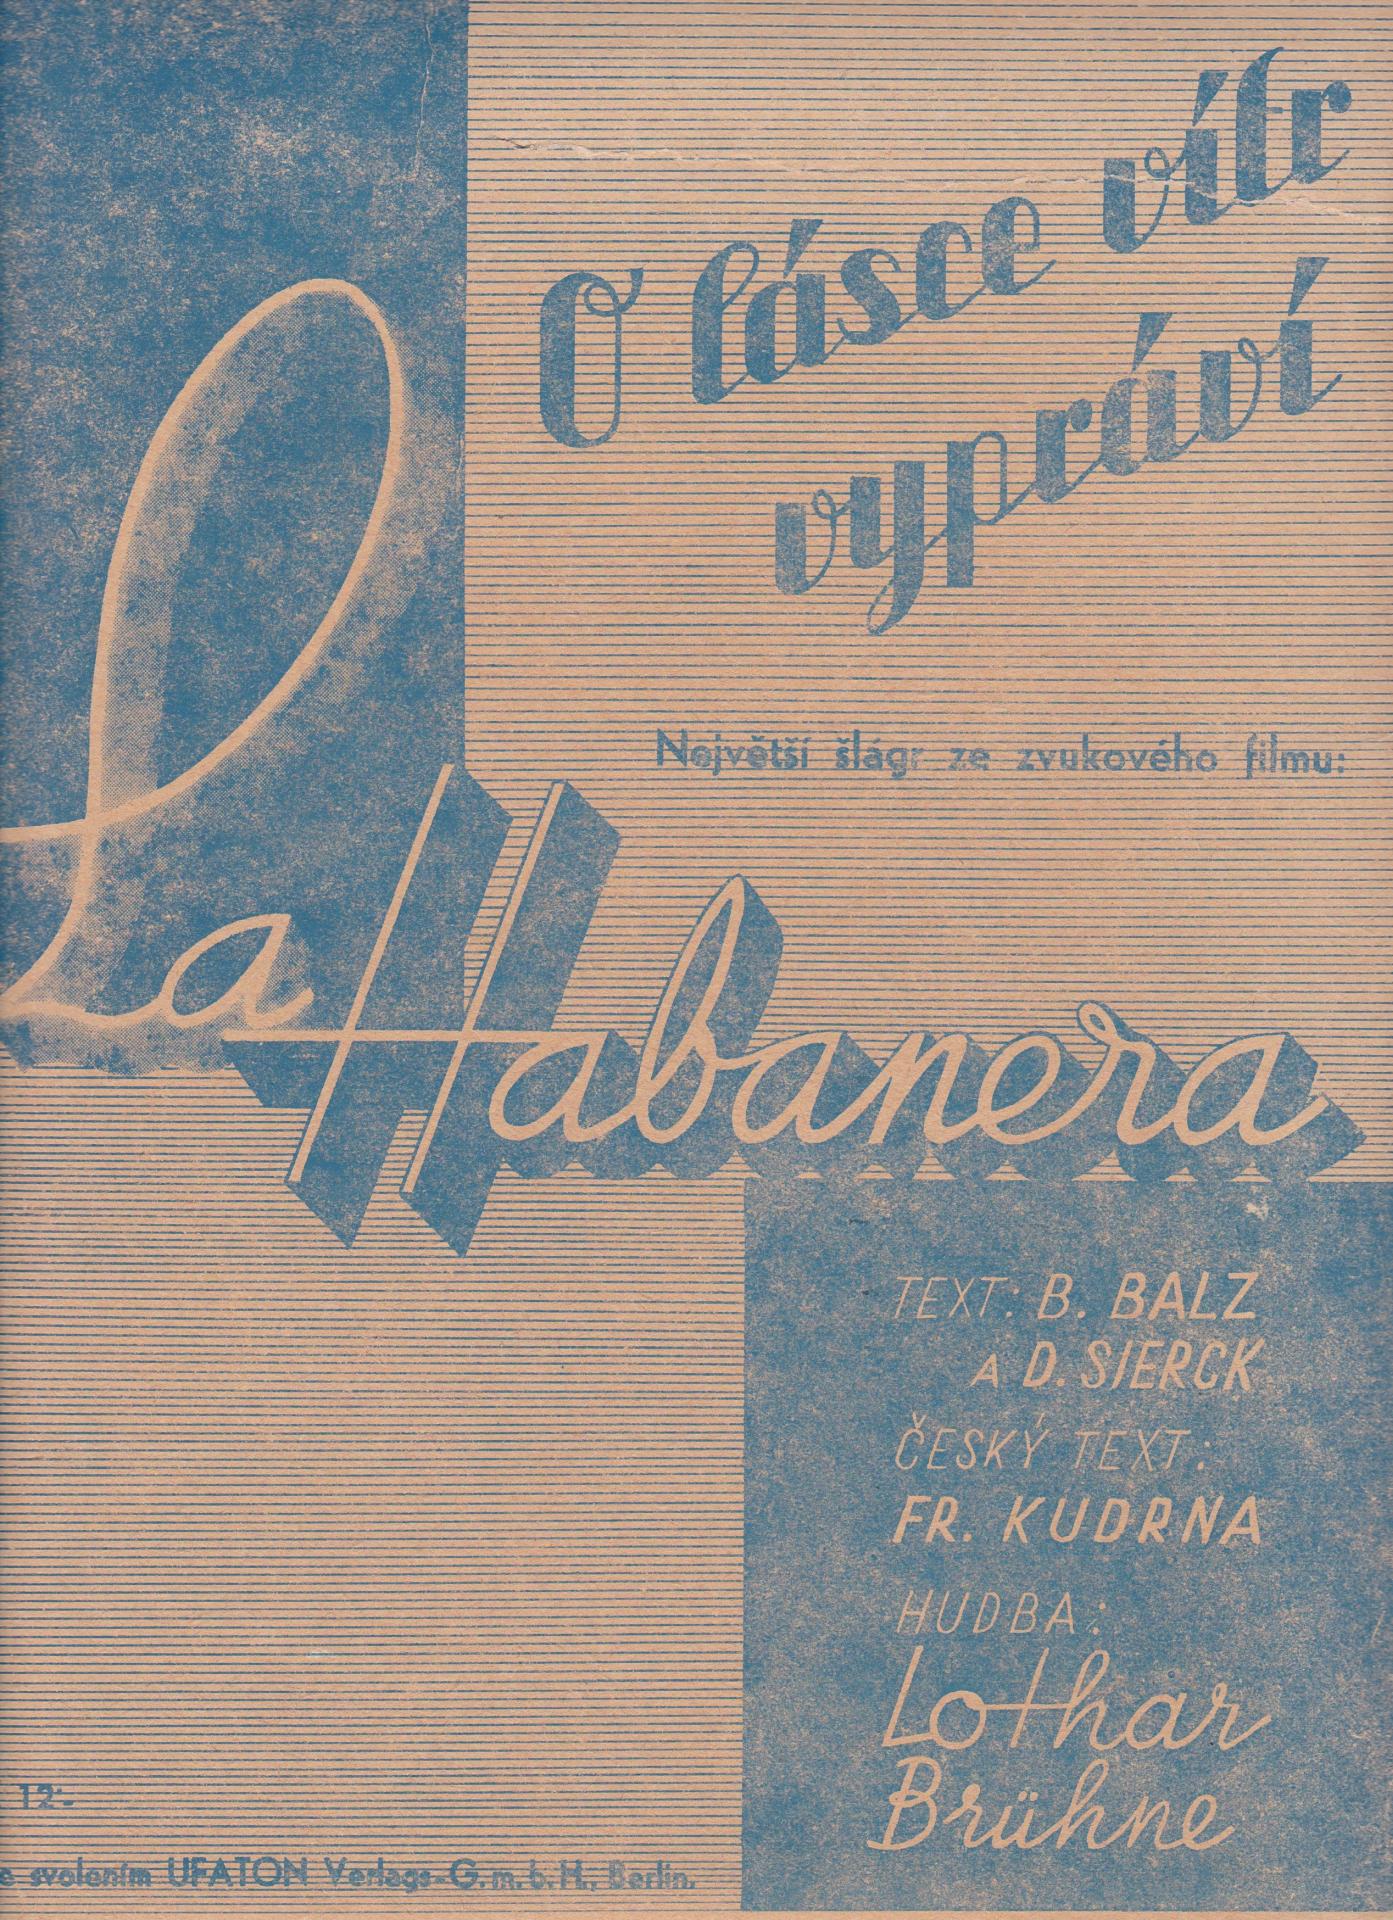 O lásce vítr
vypráví
Největší šlágr ze zvukového filmu:
La Habanera
TEXT: B. BALZ
A D. SIERCK
ČESKÝ TEXT:
FR. KUDRNA
HUDBA:
Lothar
Brühne
12'-
e svolením UFATON Verlags-G.m.b.H., Berlin.